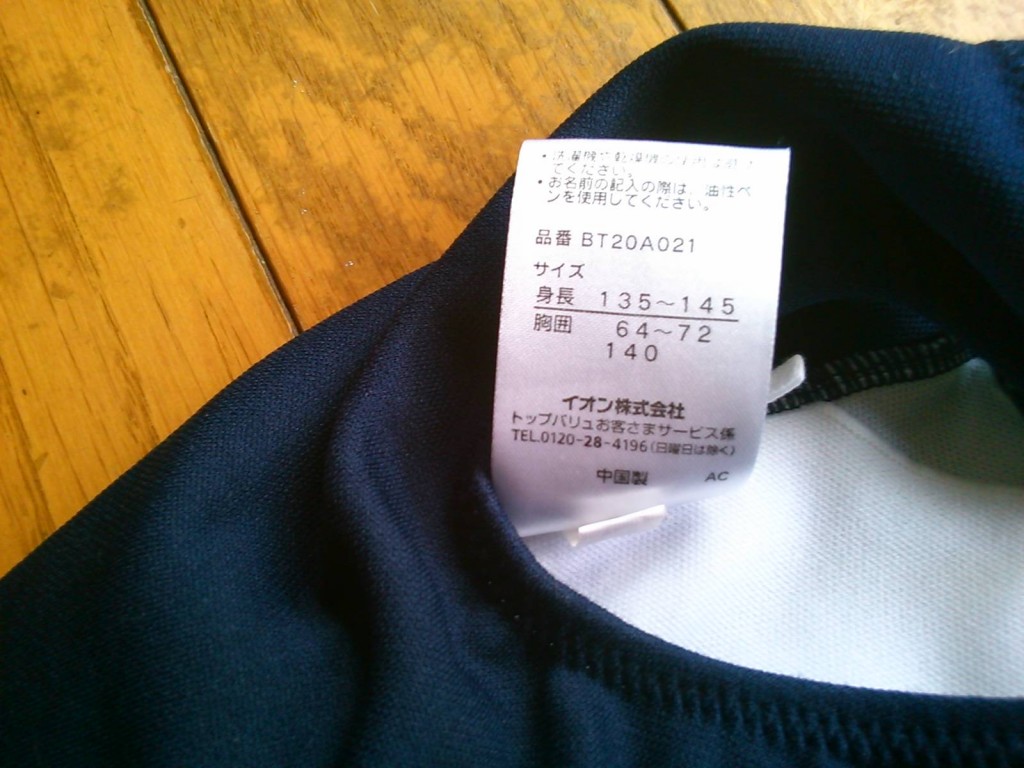 てください。
・お名前の記入の際は、油性ペ
ンを使用してください。
品番 BT20A021
サイズ
身長 135～145
胸囲 64～72
140
イオン株式会社
トップバリュお客さまサービス係
TEL.0120-28-4196(日曜日は除く)
中国製 AC